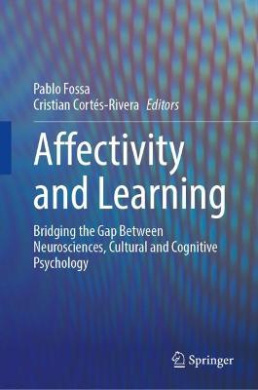 Pablo Fossa
Cristian Cortés-Rivera Editors
Affectivity
and Learning
Bridging the Gap Between
Neurosciences, Cultural and Cognitive
Psychology
Springer